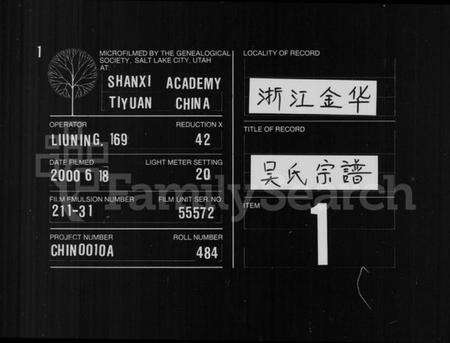 1
MICROFILMED BY THE GENEALOGICAL
SOCIETY, SALT LAKE CITY, UTAH
AT:
SHANXI ACADEMY
TIYUAN CHINA
OPERATOR REDUCTION X
LIUNING, 169 42
DATE FILMED LIGHT METER SETTING
2000 6 18 20
FILM EMULSION NUMBER FILM UNIT SER. NO.
211-31 55572
PROJECT NUMBER ROLL NUMBER
CHIN0010A 484
LOCALITY OF RECORD
浙江金华
TITLE OF RECORD
吴氏宗譜
ITEM
1
FamilySearch